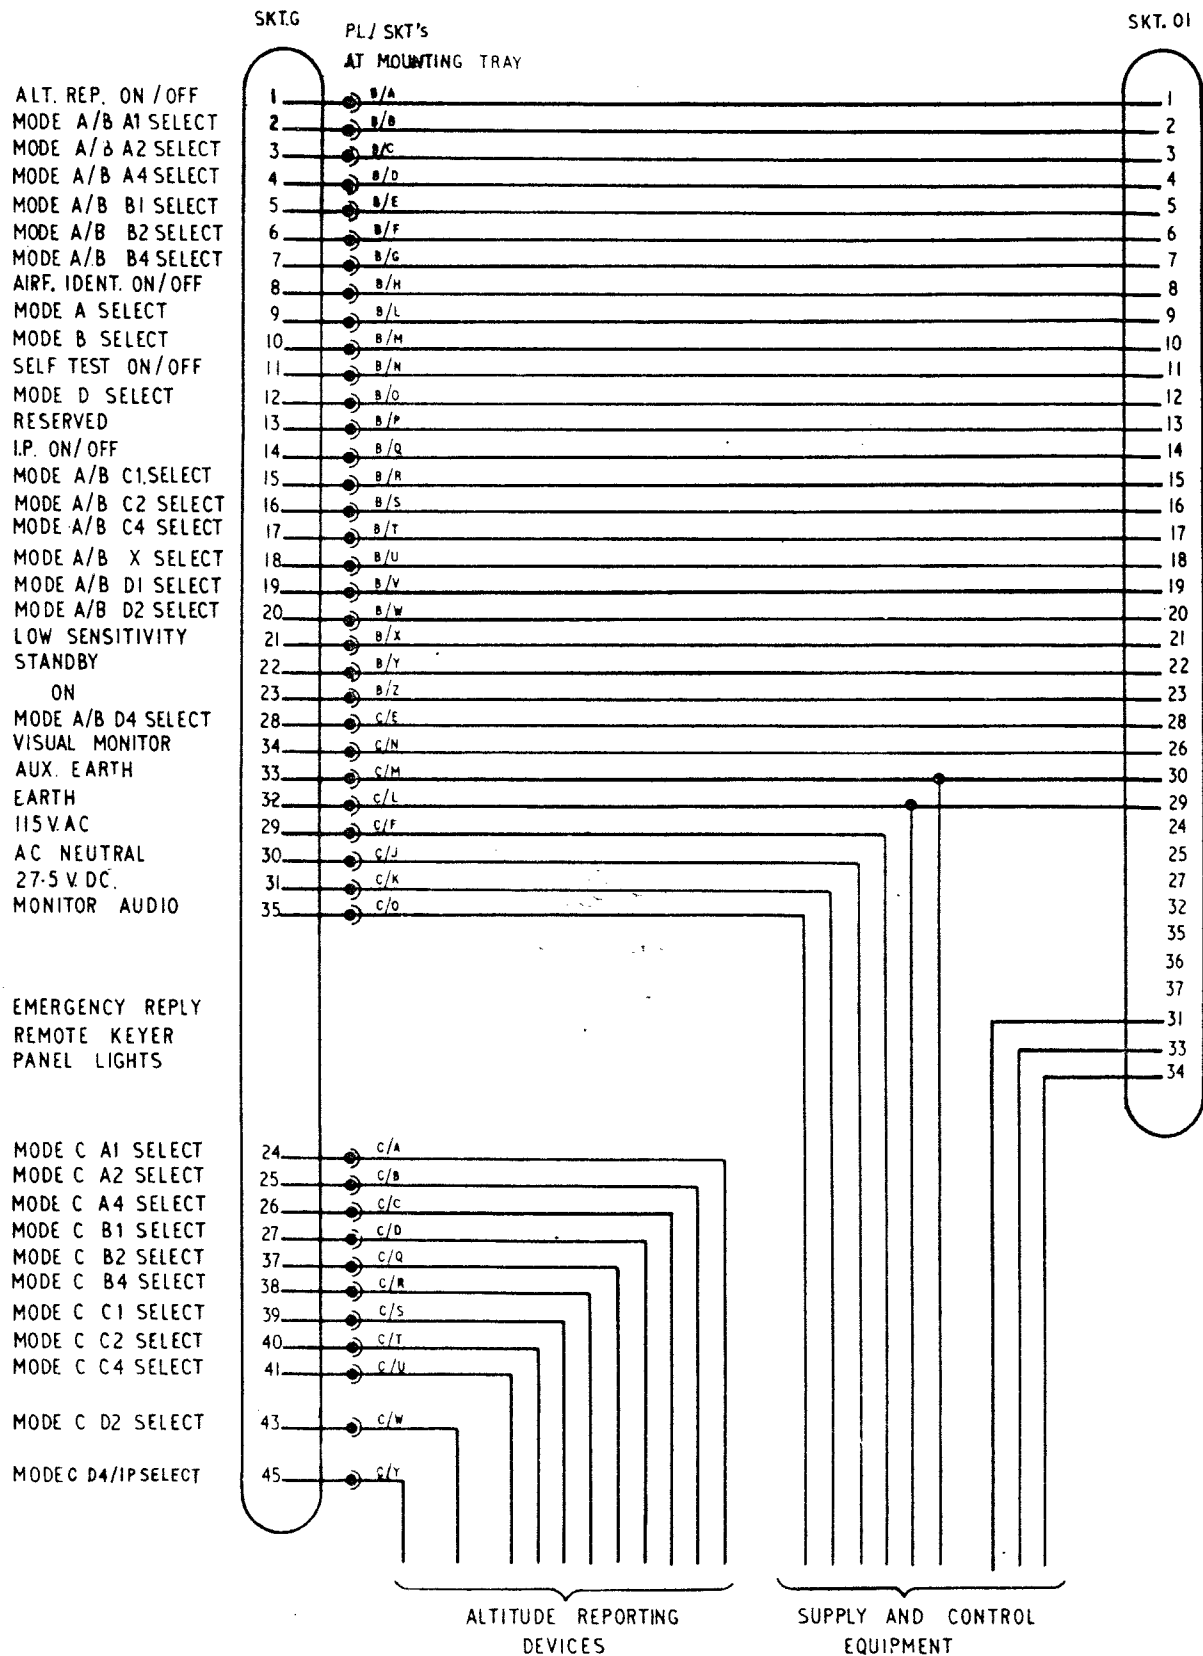 SKT.G
PL/ SKT's
AT MOUNTING TRAY
SKT. 01
ALT. REP. ON / OFF 1 B/A 1
MODE A/B A1 SELECT 2 B/B 2
MODE A/B A2 SELECT 3 B/C 3
MODE A/B A4 SELECT 4 B/D 4
MODE A/B B1 SELECT 5 B/E 5
MODE A/B B2 SELECT 6 B/F 6
MODE A/B B4 SELECT 7 B/G 7
AIRF. IDENT. ON/OFF 8 B/H 8
MODE A SELECT 9 B/L 9
MODE B SELECT 10 B/M 10
SELF TEST ON/OFF 11 B/N 11
MODE D SELECT 12 B/O 12
RESERVED 13 B/P 13
I.P. ON/OFF 14 B/Q 14
MODE A/B C1.SELECT 15 B/R 15
MODE A/B C2 SELECT 16 B/S 16
MODE A/B C4 SELECT 17 B/T 17
MODE A/B X SELECT 18 B/U 18
MODE A/B D1 SELECT 19 B/V 19
MODE A/B D2 SELECT 20 B/W 20
LOW SENSITIVITY 21 B/X 21
STANDBY 22 B/Y 22
ON 23 B/Z 23
MODE A/B D4 SELECT 28 C/E 28
VISUAL MONITOR 34 C/N 26
AUX. EARTH 33 C/M 30
EARTH 32 C/L 29
115V.AC 29 C/F 24
AC NEUTRAL 30 C/J 25
27·5 V. DC. 31 C/K 27
MONITOR AUDIO 35 C/O 32
35
36
37
EMERGENCY REPLY 31
REMOTE KEYER 33
PANEL LIGHTS 34
MODE C A1 SELECT 24 C/A
MODE C A2 SELECT 25 C/B
MODE C A4 SELECT 26 C/C
MODE C B1 SELECT 27 C/D
MODE C B2 SELECT 37 C/Q
MODE C B4 SELECT 38 C/R
MODE C C1 SELECT 39 C/S
MODE C C2 SELECT 40 C/T
MODE C C4 SELECT 41 C/U
MODE C D2 SELECT 43 C/W
MODE C D4/IP SELECT 45 C/Y
ALTITUDE REPORTING
DEVICES
SUPPLY AND CONTROL
EQUIPMENT